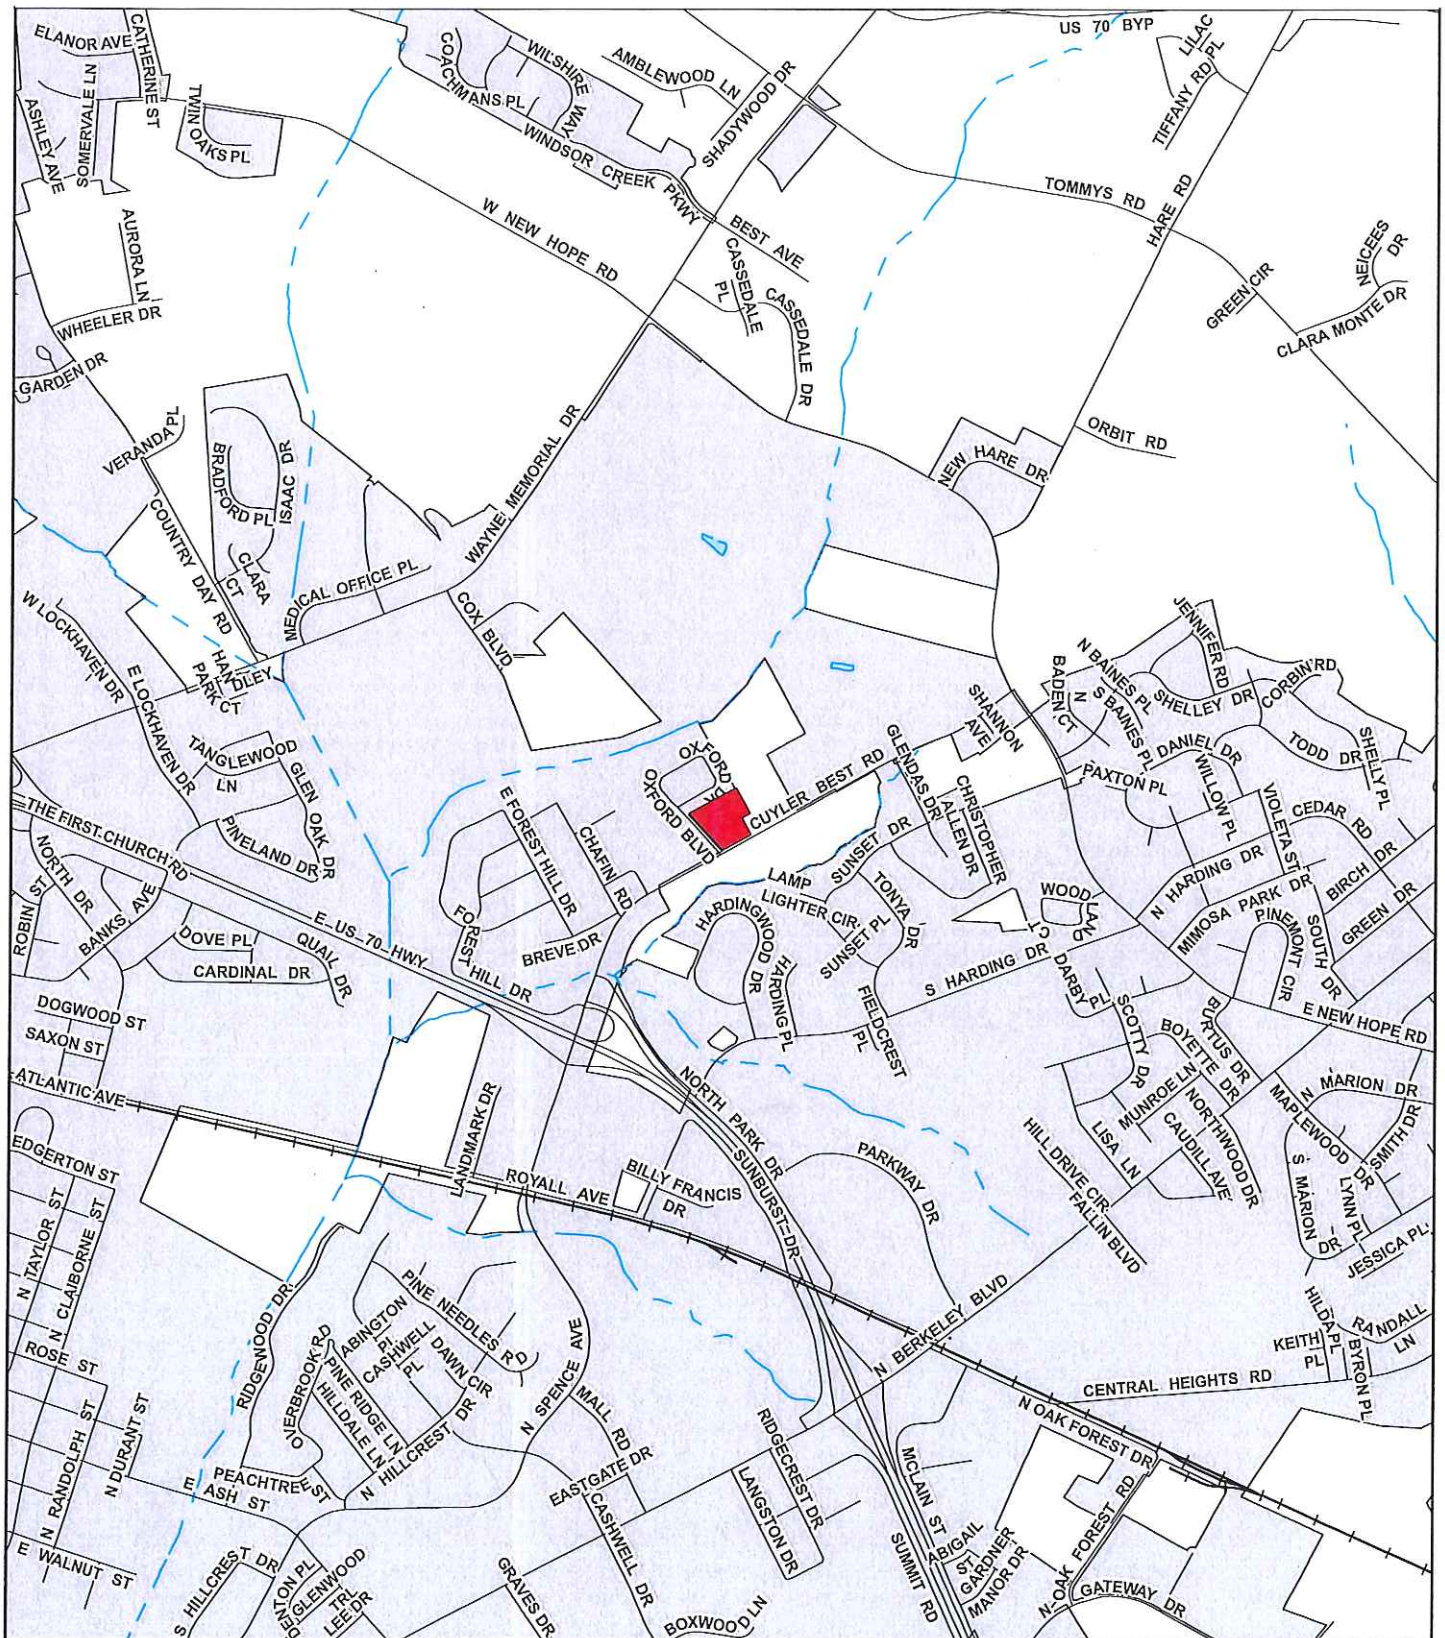 US 70 BYP
ELANOR AVE
CATHERINE ST
COACHMANS PL
WILSHIRE WAY
AMBLEWOOD LN
SHADYWOOD DR
LILAC PL
TIFFANY RD
ASHLEY AVE
SOMERVALE LN
TWIN OAKS PL
WINDSOR CREEK PKWY
W NEW HOPE RD
BEST AVE
TOMMYS RD
HARE RD
AURORA LN
WHEELER DR
CASSEDALE PL
CASSEDALE DR
GREEN CIR
NEICEES DR
CLARA MONTE DR
GARDEN DR
VERANDA PL
BRADFORD PL
ISAAC DR
WAYNE MEMORIAL DR
NEW HARE DR
ORBIT RD
COUNTRY DAY RD
CLARA CT
MEDICAL OFFICE PL
COX BLVD
W LOCKHAVEN DR
E LOCKHAVEN DR
HANDLEY PARK CT
JENNIFER RD
N BAINES PL
S BAINES PL
SHELLEY DR
CORBIN RD
N BADEN CT
SHANNON AVE
DANIEL DR
TODD DR
SHELLY PL
TANGLEWOOD LN
GLEN OAK DR
OXFORD DR
OXFORD BLVD
CUYLER BEST RD
GLENDAS DR
CHRISTOPHER
ALLEN DR
PAXTON PL
WILLOW PL
VIOLETA ST
CEDAR RD
THE FIRST CHURCH RD
PINELAND DR
E FOREST HILL DR
CHAFIN RD
SUNSET DR
N HARDING DR
BIRCH DR
NORTH DR
ROBIN ST
BANKS AVE
DOVE PL
CARDINAL DR
QUAIL DR
E US 70 HWY
FOREST HILL DR
BREVE DR
LAMP LIGHTER CIR
HARDINGWOOD DR
HARDING PL
SUNSET PL
TONYA DR
WOODLAND CT
MIMOSA PARK DR
PINEMONT CIR
SOUTH DR
GREEN DR
S HARDING DR
DARBY PL
SCOTTY DR
BURTUS DR
BOYETTE DR
E NEW HOPE RD
DOGWOOD ST
SAXON ST
ATLANTIC AVE
FIELDCREST PL
MUNROE LN
N MARION DR
MAPLEWOOD DR
SMITH DR
EDGERTON ST
LANDMARK DR
NORTH PARK DR
SUNBURST DR
PARKWAY DR
LISA LN
CAUDILL AVE
NORTHWOOD DR
HILL DRIVE CIR
FALLIN BLVD
S MARION DR
LYNN PL
JESSICA PL
ROYALL AVE
BILLY FRANCIS DR
N TAYLOR ST
N CLAIBORNE ST
RIDGEWOOD DR
PINE NEEDLES RD
ABINGTON PL
CASHWELL PL
DAWN CIR
OVERBROOK RD
PINE RIDGE LN
HILLDALE LN
N HILLCREST DR
N SPENCE AVE
MALL RD
N BERKELEY BLVD
HILDA PL
KEITH PL
BYRON PL
RANDALL LN
CENTRAL HEIGHTS RD
ROSE ST
N RANDOLPH ST
N DURANT ST
PEACHTREE ST
E ASH ST
EASTGATE DR
CASHWELL DR
RIDGECREST DR
LANGSTON DR
MCLAIN ST
N OAK FOREST DR
N OAK FOREST RD
E WALNUT ST
S HILLCREST DR
DENTON PL
GLENWOOD TRL
LEE DR
GRAVES DR
BOXWOOD LN
SUMMIT RD
ABIGAIL ST
GARDNER
MANOR DR
GATEWAY DR